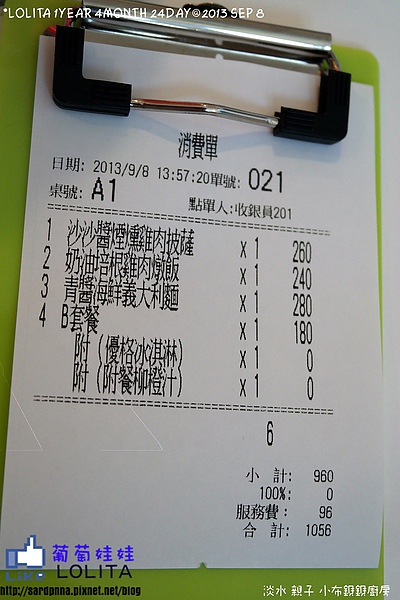 *LOLITA 1YEAR 4MONTH 24DAY©2013 SEP 8
消費單
日期: 2013/9/8 13:57:20單號: 021
桌號: A1 點單人:收銀員201
1 沙沙醬煙燻雞肉披薩 x 1 260
2 奶油培根雞肉燉飯 x 1 240
3 青醬海鮮義大利麵 x 1 280
4 B套餐 x 1 180
附(優格冰淇淋) x 1 0
附(附餐柳橙汁) x 1 0
6
小 計: 960
100%: 0
服務費: 96
合 計: 1056
葡萄娃娃
Like LOLITA
http://sardpnna.pixnet.net/blog
淡水 親子 小布鍋鍋廚房